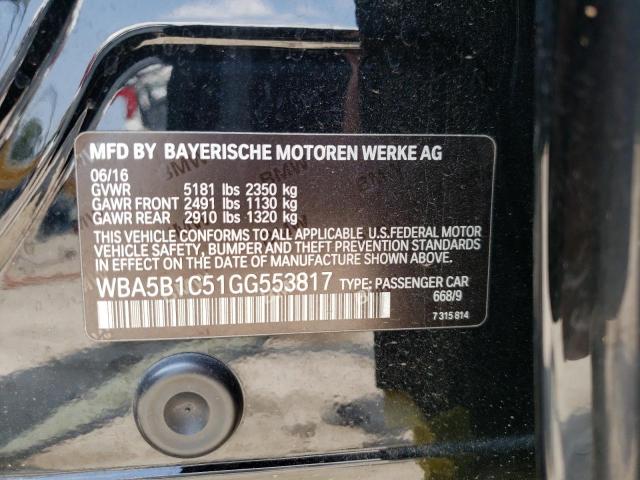 MFD BY BAYERISCHE MOTOREN WERKE AG
06/16
GVWR 5181 lbs 2350 kg
GAWR FRONT 2491 lbs 1130 kg
GAWR REAR 2910 lbs 1320 kg
THIS VEHICLE CONFORMS TO ALL APPLICABLE U.S.FEDERAL MOTOR
VEHICLE SAFETY, BUMPER AND THEFT PREVENTION STANDARDS
IN EFFECT ON THE DATE OF MANUFACTURE SHOWN ABOVE.
WBA5B1C51GG553817 TYPE: PASSENGER CAR
668/9
7 315 814